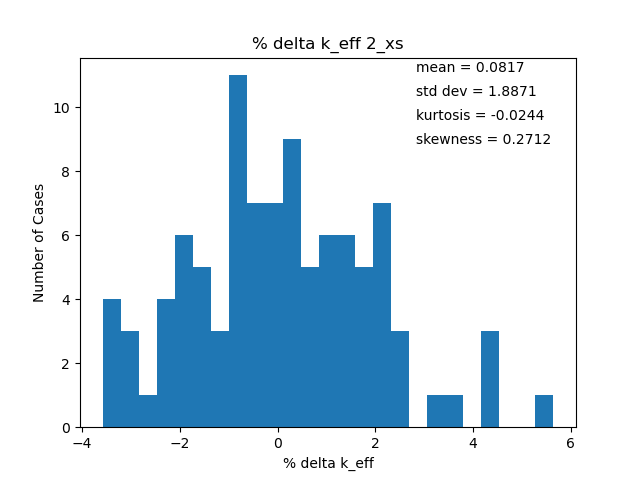 % delta k_eff 2_xs
mean = 0.0817
std dev = 1.8871
kurtosis = -0.0244
skewness = 0.2712
Number of Cases
10
8
6
4
2
0
−4 −2 0 2 4 6
% delta k_eff